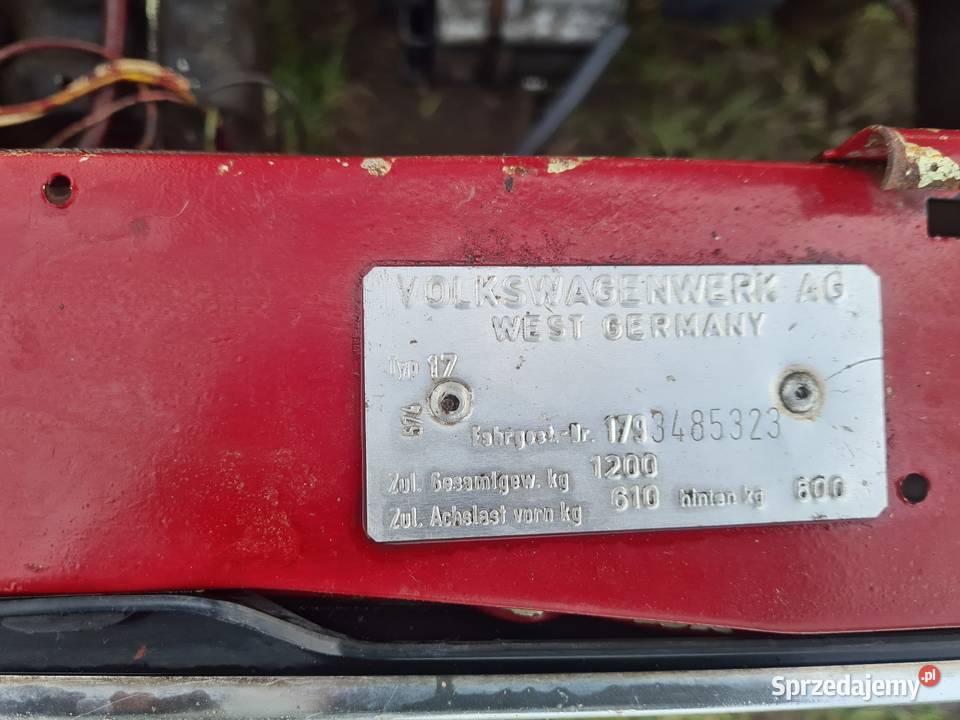 VOLKSWAGENWERK AG
WEST GERMANY
Typ 17
574
Fahrgest.-Nr. 1793485323
Zul. Gesamtgew. kg 1200
Zul. Achslast vorn kg 610 hinten kg 600
Sprzedajemy.pl